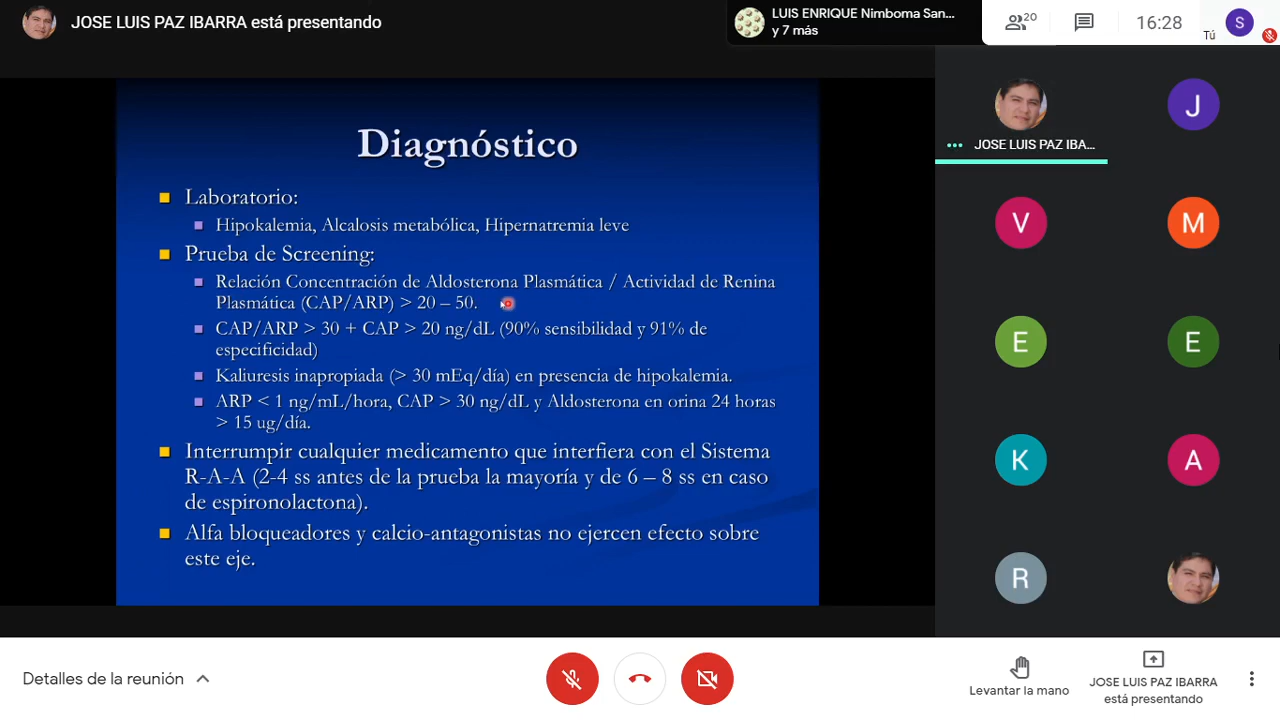 JOSE LUIS PAZ IBARRA está presentando
LUIS ENRIQUE Nimboma San...
y 7 más
20
16:28
Tú
S
Diagnóstico
Laboratorio:
Hipokalemia, Alcalosis metabólica, Hipernatremia leve
Prueba de Screening:
Relación Concentración de Aldosterona Plasmática / Actividad de Renina
Plasmática (CAP/ARP) > 20 – 50.
CAP/ARP > 30 + CAP > 20 ng/dL (90% sensibilidad y 91% de
especificidad)
Kaliuresis inapropiada (> 30 mEq/día) en presencia de hipokalemia.
ARP < 1 ng/mL/hora, CAP > 30 ng/dL y Aldosterona en orina 24 horas
> 15 ug/día.
Interrumpir cualquier medicamento que interfiera con el Sistema
R-A-A (2-4 ss antes de la prueba la mayoría y de 6 – 8 ss en caso
de espironolactona).
Alfa bloqueadores y calcio-antagonistas no ejercen efecto sobre
este eje.
JOSE LUIS PAZ IBA...
J
V
M
E
E
K
A
R
Detalles de la reunión
Levantar la mano
JOSE LUIS PAZ IBARRA
está presentando